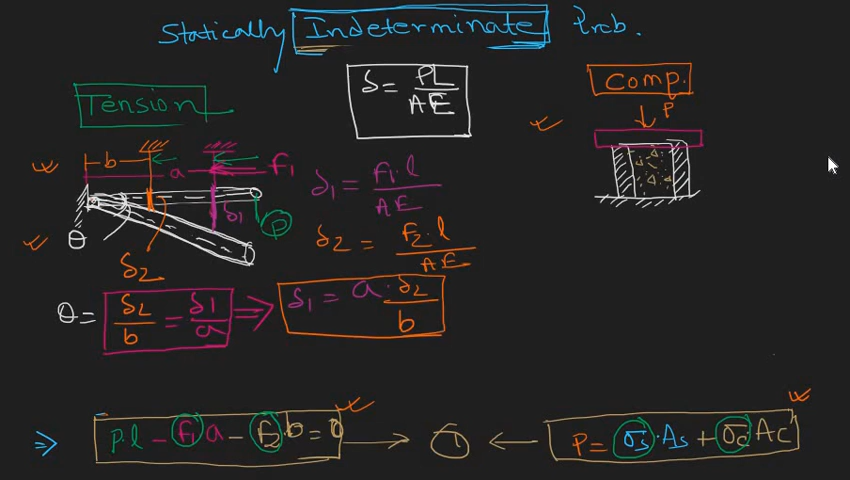 Statically Indeterminate Prob.
Tension
δ = PL / AE
Comp.
P
b
a
F1
δ1
P
θ
δ2
δ1 = F1·l / AE
δ2 = F2·l / AE
θ = δ2 / b = δ1 / a ⇒ δ1 = a·δ2 / b
⇒ P·l − F1 a − F2 b = 0 → 1 ← P = σs·As + σc Ac